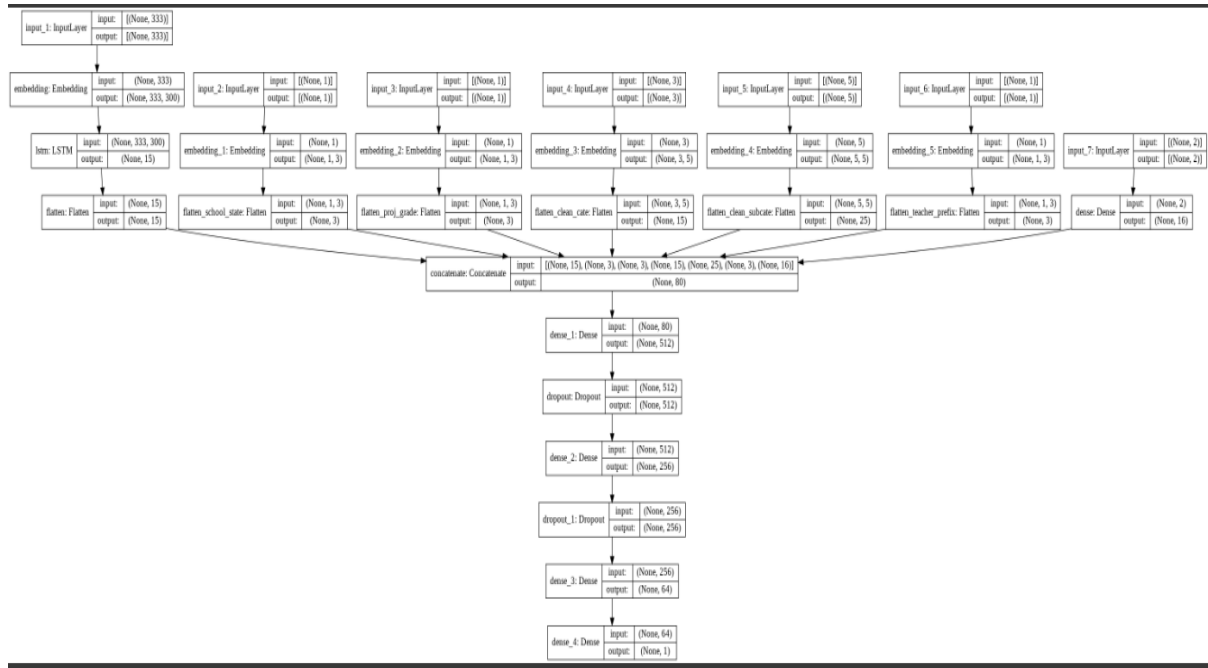 input_1: InputLayer input: [(None, 333)] output: [(None, 333)]
embedding: Embedding input: (None, 333) output: (None, 333, 300)
input_2: InputLayer input: [(None, 1)] output: [(None, 1)]
input_3: InputLayer input: [(None, 1)] output: [(None, 1)]
input_4: InputLayer input: [(None, 3)] output: [(None, 3)]
input_5: InputLayer input: [(None, 5)] output: [(None, 5)]
input_6: InputLayer input: [(None, 1)] output: [(None, 1)]
lstm: LSTM input: (None, 333, 300) output: (None, 15)
embedding_1: Embedding input: (None, 1) output: (None, 1, 3)
embedding_2: Embedding input: (None, 1) output: (None, 1, 3)
embedding_3: Embedding input: (None, 3) output: (None, 3, 5)
embedding_4: Embedding input: (None, 5) output: (None, 5, 5)
embedding_5: Embedding input: (None, 1) output: (None, 1, 3)
input_7: InputLayer input: [(None, 2)] output: [(None, 2)]
flatten: Flatten input: (None, 15) output: (None, 15)
flatten_school_state: Flatten input: (None, 1, 3) output: (None, 3)
flatten_proj_grade: Flatten input: (None, 1, 3) output: (None, 3)
flatten_clean_cate: Flatten input: (None, 3, 5) output: (None, 15)
flatten_clean_subcate: Flatten input: (None, 5, 5) output: (None, 25)
flatten_teacher_prefix: Flatten input: (None, 1, 3) output: (None, 3)
dense: Dense input: (None, 2) output: (None, 16)
concatenate: Concatenate input: [(None, 15), (None, 3), (None, 3), (None, 15), (None, 25), (None, 3), (None, 16)] output: (None, 80)
dense_1: Dense input: (None, 80) output: (None, 512)
dropout: Dropout input: (None, 512) output: (None, 512)
dense_2: Dense input: (None, 512) output: (None, 256)
dropout_1: Dropout input: (None, 256) output: (None, 256)
dense_3: Dense input: (None, 256) output: (None, 64)
dense_4: Dense input: (None, 64) output: (None, 1)